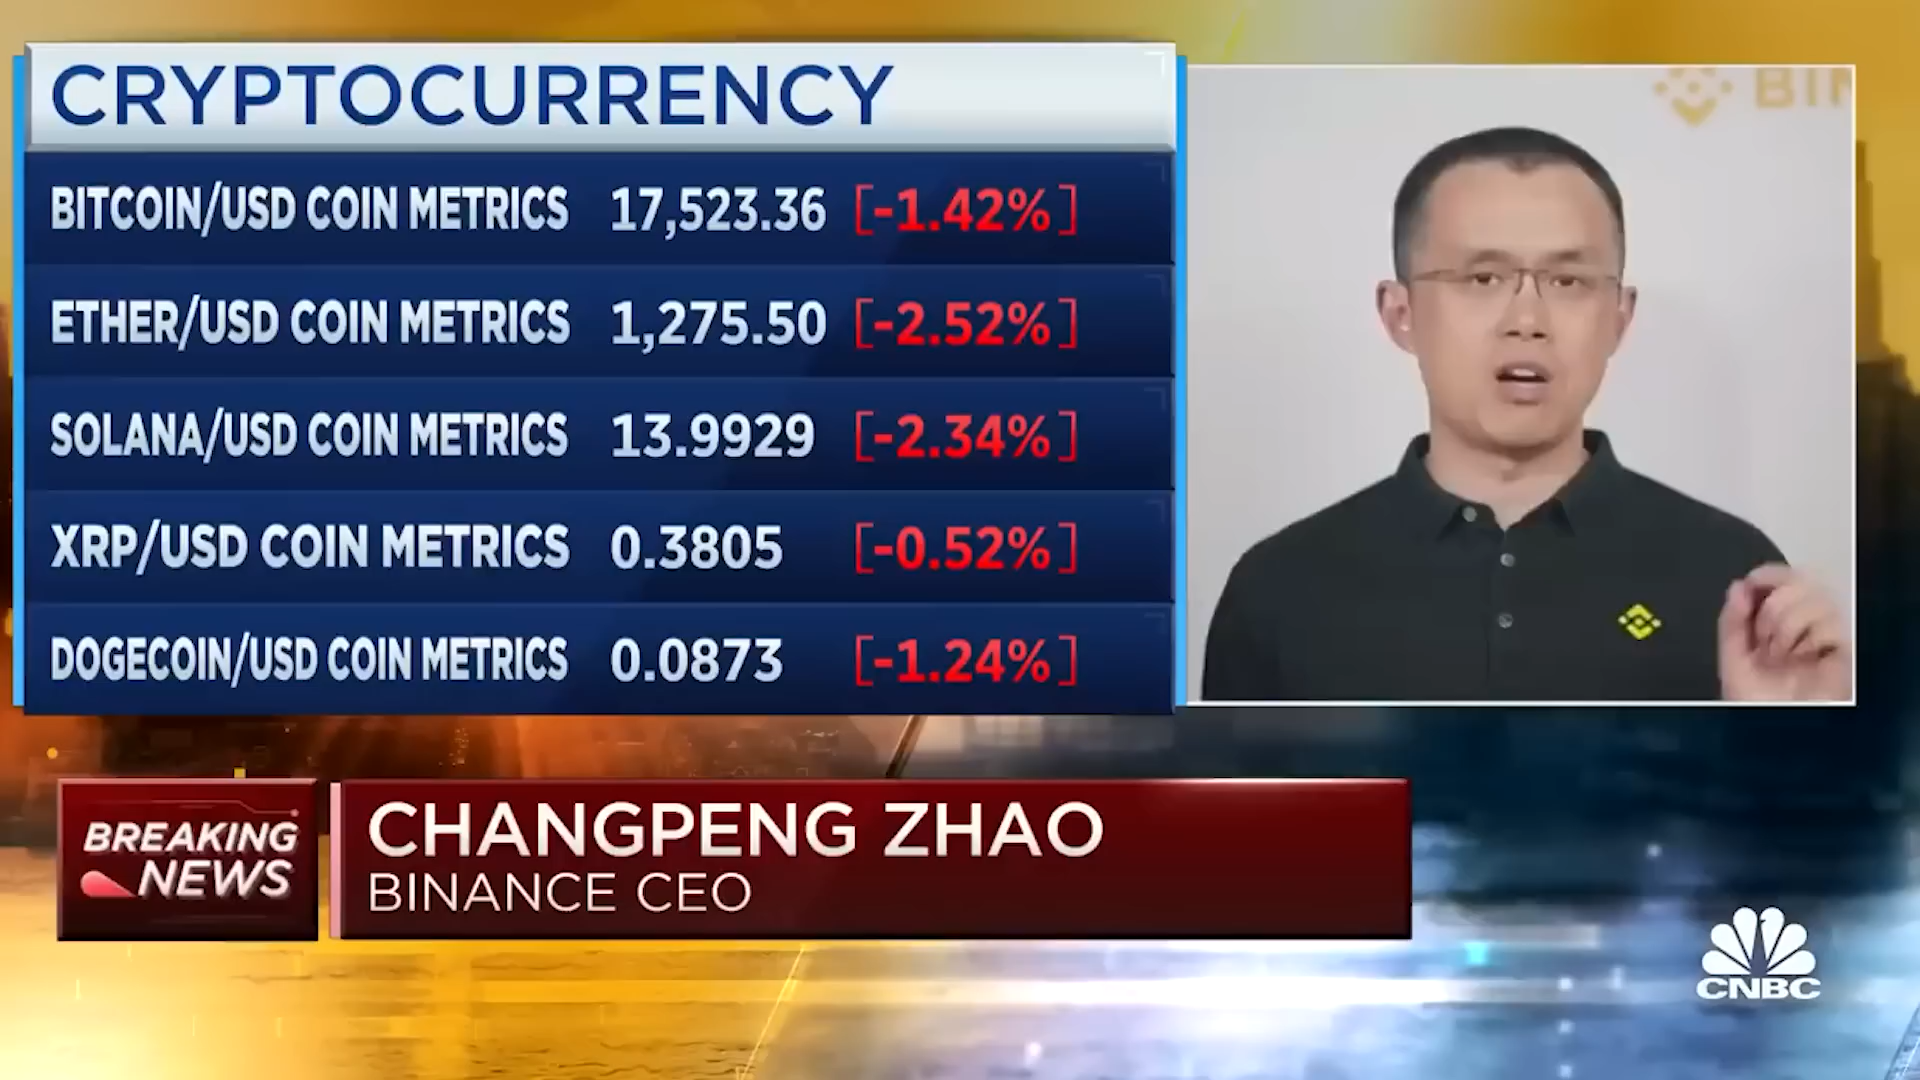 CRYPTOCURRENCY
BITCOIN/USD COIN METRICS 17,523.36 [-1.42%]
ETHER/USD COIN METRICS 1,275.50 [-2.52%]
SOLANA/USD COIN METRICS 13.9929 [-2.34%]
XRP/USD COIN METRICS 0.3805 [-0.52%]
DOGECOIN/USD COIN METRICS 0.0873 [-1.24%]
BIN
BREAKING
NEWS
CHANGPENG ZHAO
BINANCE CEO
CNBC